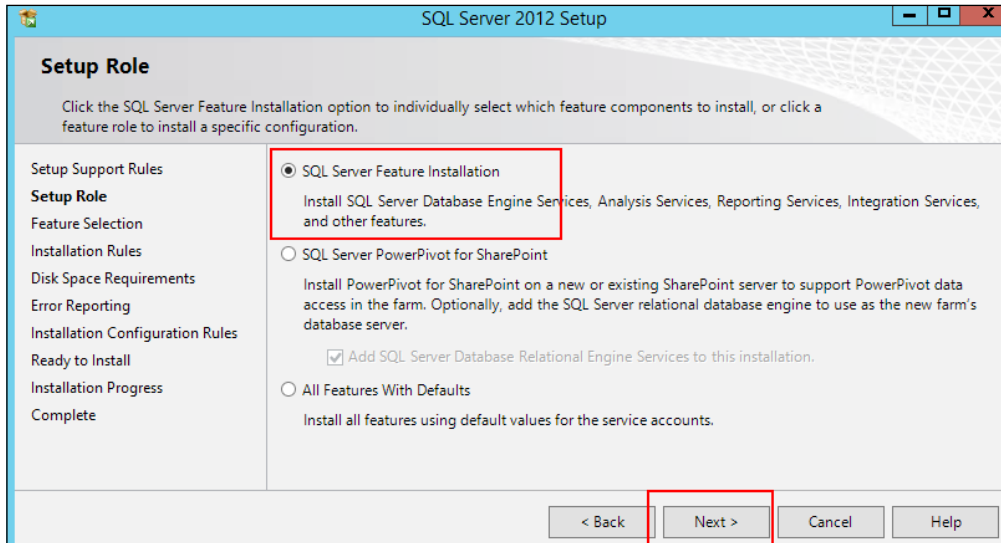 SQL Server 2012 Setup
Setup Role
Click the SQL Server Feature Installation option to individually select which feature components to install, or click a
feature role to install a specific configuration.
Setup Support Rules
Setup Role
Feature Selection
Installation Rules
Disk Space Requirements
Error Reporting
Installation Configuration Rules
Ready to Install
Installation Progress
Complete
SQL Server Feature Installation
Install SQL Server Database Engine Services, Analysis Services, Reporting Services, Integration Services,
and other features.
SQL Server PowerPivot for SharePoint
Install PowerPivot for SharePoint on a new or existing SharePoint server to support PowerPivot data
access in the farm. Optionally, add the SQL Server relational database engine to use as the new farm's
database server.
Add SQL Server Database Relational Engine Services to this installation.
All Features With Defaults
Install all features using default values for the service accounts.
< Back
Next >
Cancel
Help